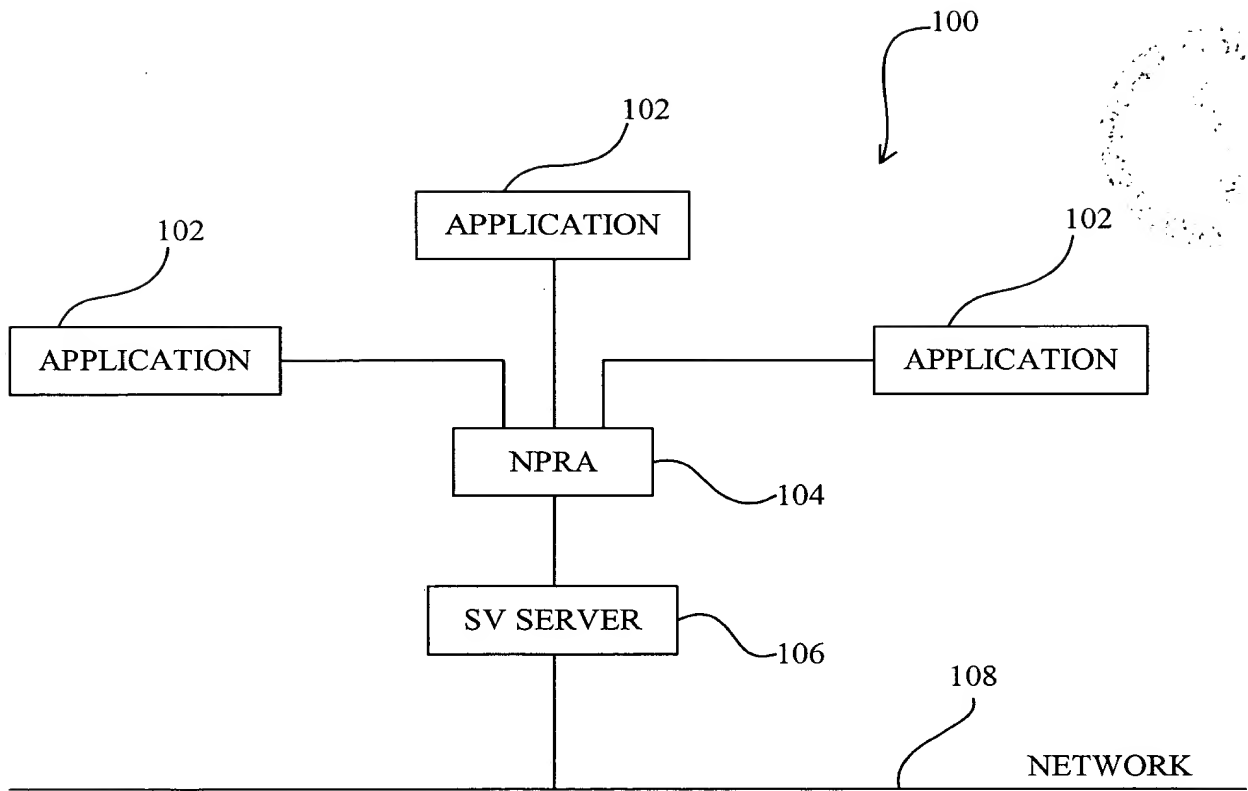 100
102
APPLICATION
102
102
APPLICATION
APPLICATION
NPRA
104
SV SERVER
106
108
NETWORK